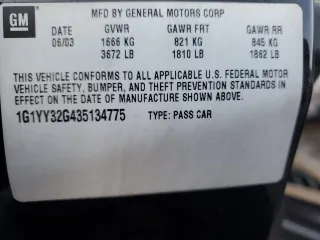 GM
MFD BY GENERAL MOTORS CORP
DATE GVWR GAWR FRT GAWR RR
06/03 1666 KG 821 KG 845 KG
3672 LB 1810 LB 1862 LB
THIS VEHICLE CONFORMS TO ALL APPLICABLE U.S. FEDERAL MOTOR
VEHICLE SAFETY, BUMPER, AND THEFT PREVENTION STANDARDS IN
EFFECT ON THE DATE OF MANUFACTURE SHOWN ABOVE.
1G1YY32G435134775 TYPE: PASS CAR